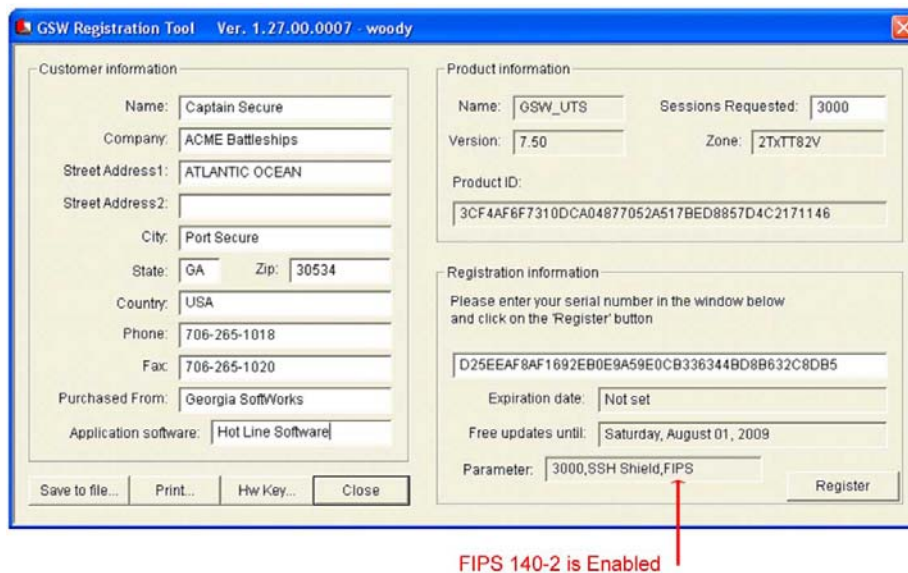 GSW Registration Tool Ver. 1.27.00.0007 - woody
Customer information
Name: Captain Secure
Company: ACME Battleships
Street Address1: ATLANTIC OCEAN
Street Address2:
City: Port Secure
State: GA Zip: 30534
Country: USA
Phone: 706-265-1018
Fax: 706-265-1020
Purchased From: Georgia SoftWorks
Application software: Hot Line Software
Save to file... Print... Hw Key... Close
Product information
Name: GSW_UTS Sessions Requested: 3000
Version: 7.50 Zone: 2TxTT82V
Product ID:
3CF4AF6F7310DCA04877052A517BED8857D4C2171146
Registration information
Please enter your serial number in the window below
and click on the 'Register' button
D25EEAF8AF1692EB0E9A59E0CB336344BD8B632C8DB5
Expiration date: Not set
Free updates until: Saturday, August 01, 2009
Parameter: 3000,SSH Shield,FIPS
Register
FIPS 140-2 is Enabled